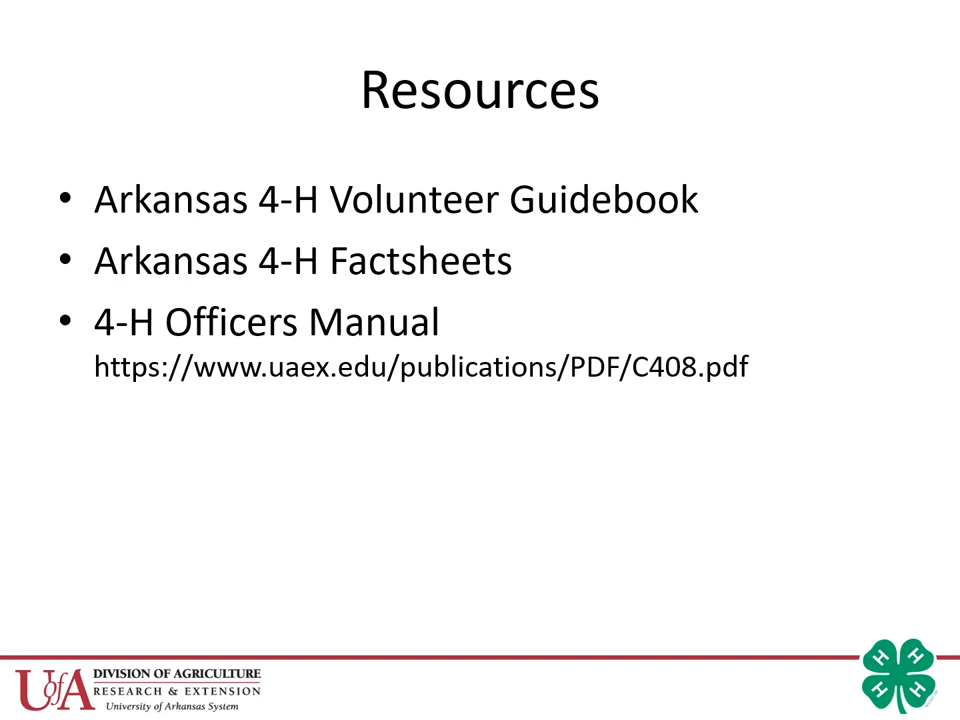 Resources
• Arkansas 4-H Volunteer Guidebook
• Arkansas 4-H Factsheets
• 4-H Officers Manual
https://www.uaex.edu/publications/PDF/C408.pdf
UofA DIVISION OF AGRICULTURE
RESEARCH & EXTENSION
University of Arkansas System
H H
H H